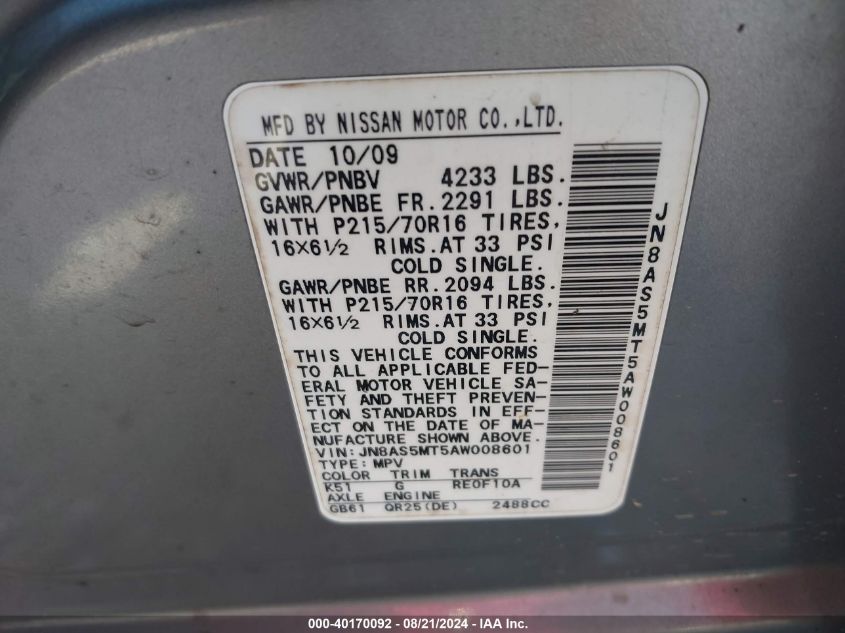 MFD BY NISSAN MOTOR CO.,LTD.
DATE 10/09
GVWR/PNBV 4233 LBS.
GAWR/PNBE FR.2291 LBS.
WITH P215/70R16 TIRES,
16X6½ RIMS.AT 33 PSI
COLD SINGLE.
GAWR/PNBE RR.2094 LBS.
WITH P215/70R16 TIRES,
16X6½ RIMS.AT 33 PSI
COLD SINGLE.
THIS VEHICLE CONFORMS
TO ALL APPLICABLE FED-
ERAL MOTOR VEHICLE SA-
FETY AND THEFT PREVEN-
TION STANDARDS IN EFF-
ECT ON THE DATE OF MA-
NUFACTURE SHOWN ABOVE.
VIN:JN8AS5MT5AW008601
TYPE:MPV
COLOR TRIM TRANS
K51 G RE0F10A
AXLE ENGINE
GB61 QR25(DE) 2488CC
JN8AS5MT5AW008601
000-40170092 - 08/21/2024 - IAA Inc.